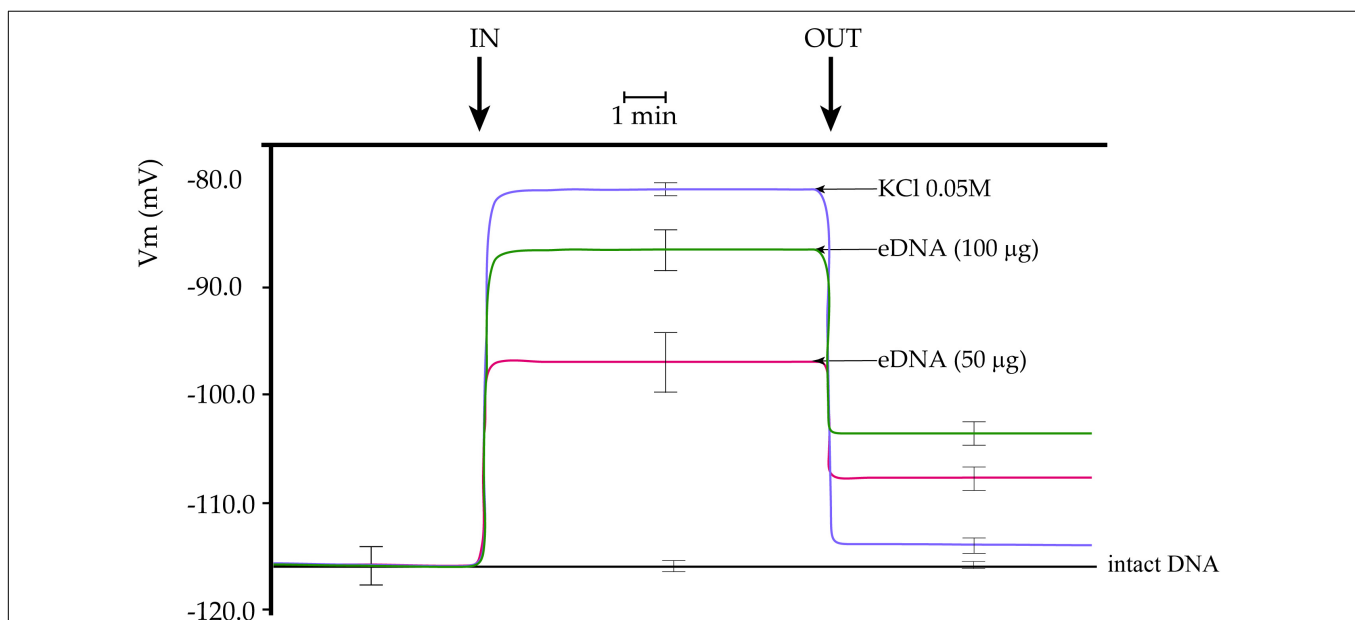 IN
OUT
1 min
Vm (mV)
-80.0
-90.0
-100.0
-110.0
-120.0
KCl 0.05M
eDNA (100 µg)
eDNA (50 µg)
intact DNA